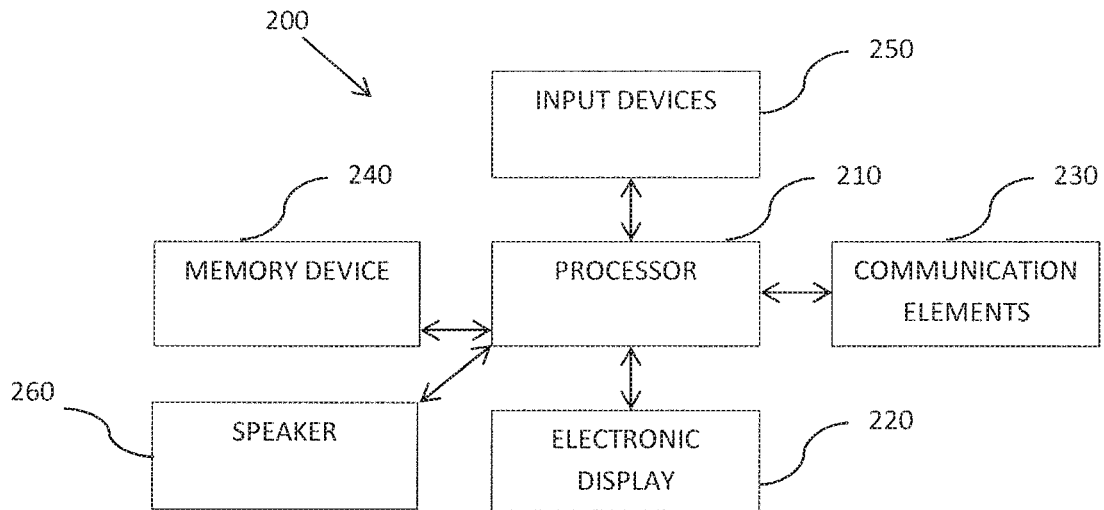 200
250
INPUT DEVICES
240
210
230
MEMORY DEVICE
PROCESSOR
COMMUNICATION
ELEMENTS
260
SPEAKER
ELECTRONIC
DISPLAY
220